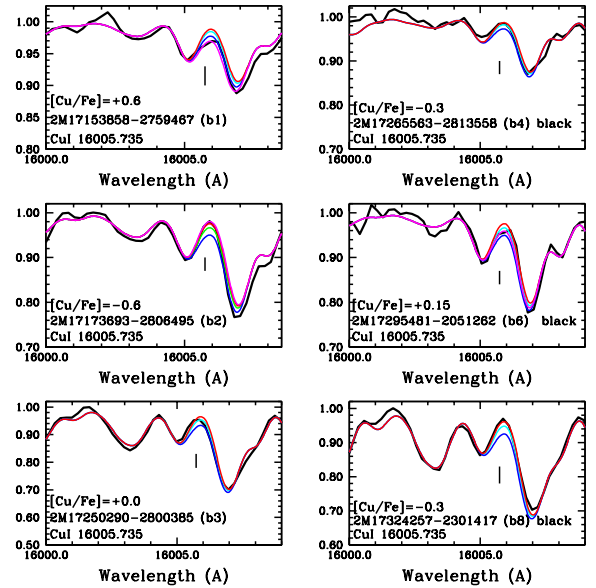 1.00
0.95
0.90
0.85
0.80
[Cu/Fe]=+0.6
2M17153858−2759467 (b1)
CuI 16005.735
16000.0
16005.0
Wavelength (A)
1.00
0.90
0.80
0.70
[Cu/Fe]=−0.3
2M17265563−2813558 (b4) black
CuI 16005.735
16000.0
16005.0
Wavelength (A)
1.00
0.90
0.80
0.70
[Cu/Fe]=−0.6
2M17173693−2806495 (b2)
CuI 16005.735
16000.0
16005.0
Wavelength (A)
1.00
0.90
0.80
0.70
[Cu/Fe]=+0.15
2M17295481−2051262 (b6) black
CuI 16005.735
16000.0
16005.0
Wavelength (A)
1.00
0.90
0.80
0.70
0.60
0.50
[Cu/Fe]=+0.0
2M17250290−2800385 (b3)
CuI 16005.735
16000.0
16005.0
Wavelength (A)
1.00
0.90
0.80
0.70
0.60
[Cu/Fe]=−0.3
2M17324257−2301417 (b8) black
CuI 16005.735
16000.0
16005.0
Wavelength (A)